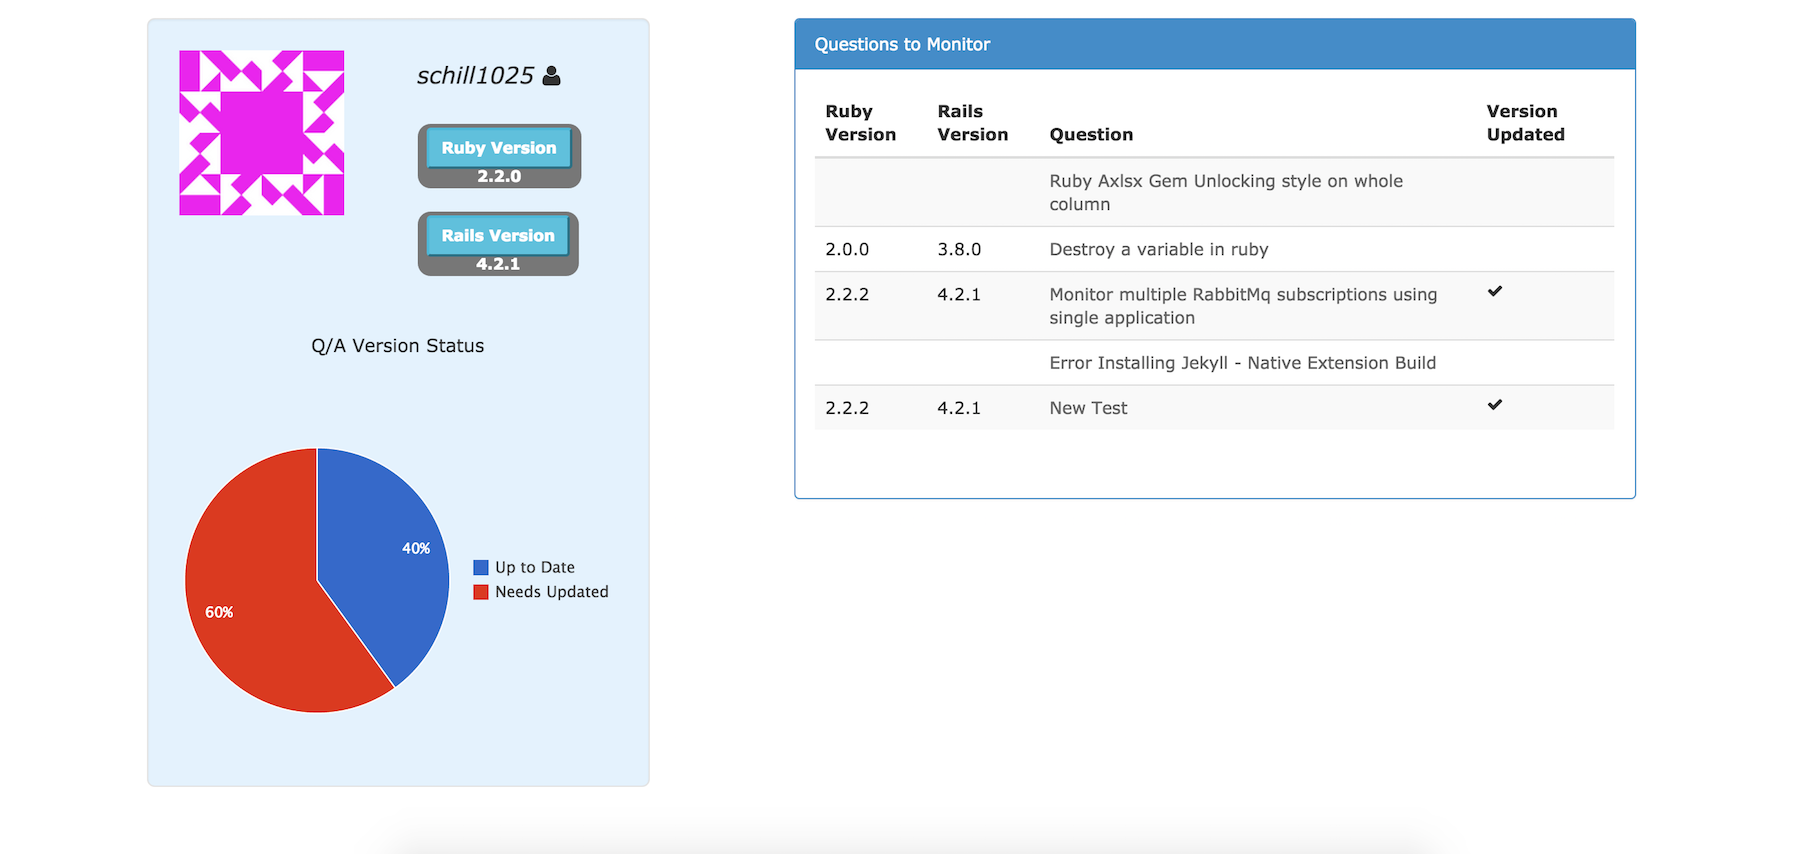 schill1025
Ruby Version
2.2.0
Rails Version
4.2.1
Q/A Version Status
40%
60%
Up to Date
Needs Updated
Questions to Monitor
Ruby Version Rails Version Question Version Updated
Ruby Axlsx Gem Unlocking style on whole
column
2.0.0 3.8.0 Destroy a variable in ruby
2.2.2 4.2.1 Monitor multiple RabbitMq subscriptions using
single application
Error Installing Jekyll - Native Extension Build
2.2.2 4.2.1 New Test